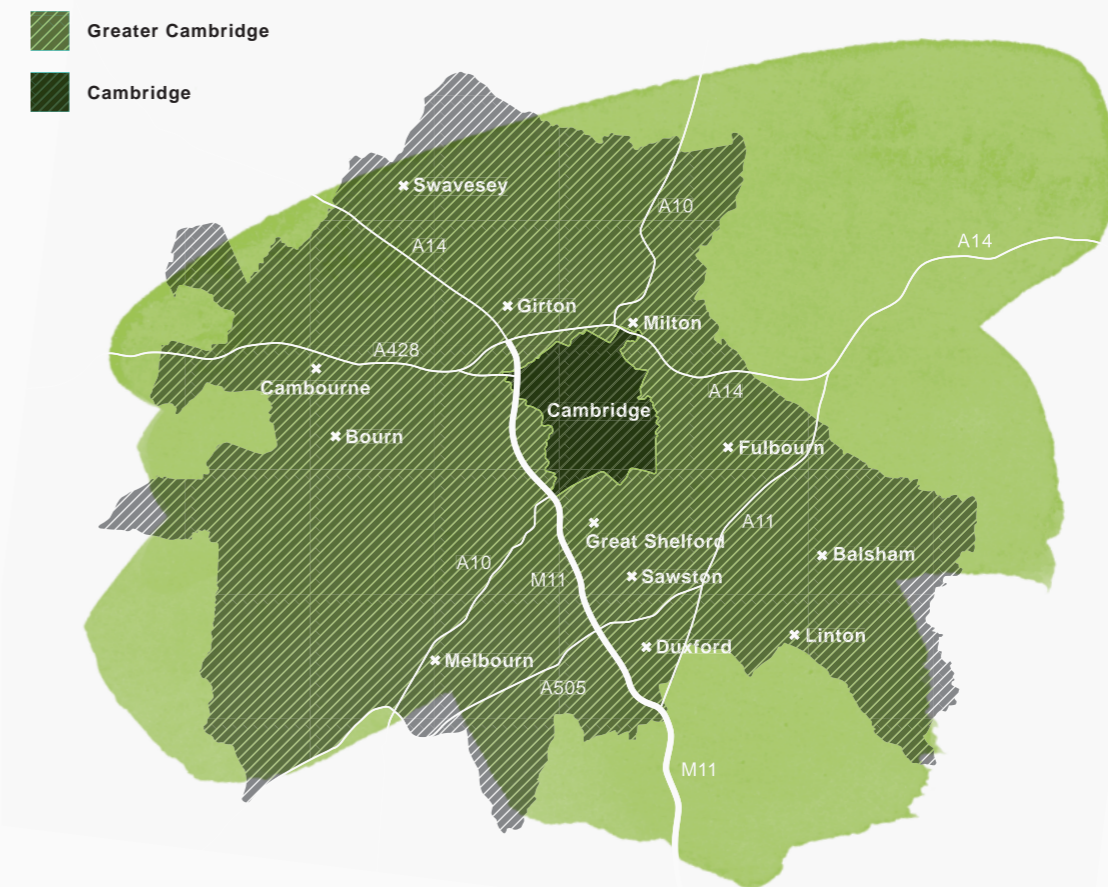 Greater Cambridge
Cambridge
Swavesey
A10
A14
A14
Girton
Milton
A428
Cambourne
A14
Cambridge
Bourn
Fulbourn
A11
Great Shelford
Balsham
A10
M11
Sawston
Linton
Duxford
Melbourn
A505
M11